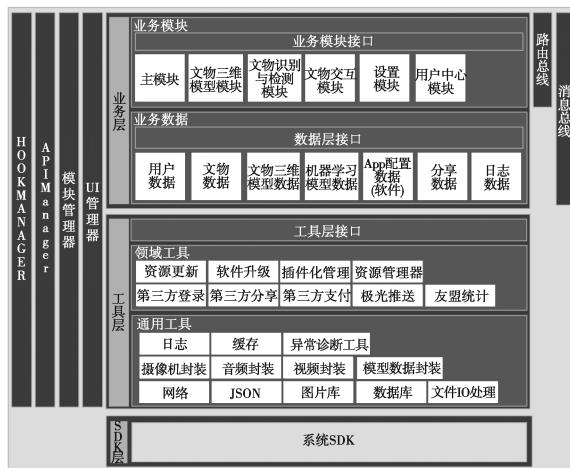 HOOKMANAGER
APIManager
模块管理器
UI管理器
业务层
业务模块
业务模块接口
主模块
文物三维
模型模块
文物识别
与检测
模块
文物交互
模块
设置
模块
用户中心
模块
业务数据
数据层接口
用户
数据
文物
数据
文物三维
模型数据
机器学习
模型数据
App配置
数据
(软件)
分享
数据
日志
数据
路由总线
消息总线
工具层
工具层接口
领域工具
资源更新
软件升级
插件化管理
资源管理器
第三方登录
第三方分享
第三方支付
极光推送
友盟统计
通用工具
日志
缓存
异常诊断工具
摄像机封装
音频封装
视频封装
模型数据封装
网络
JSON
图片库
数据库
文件IO处理
SDK层
系统SDK